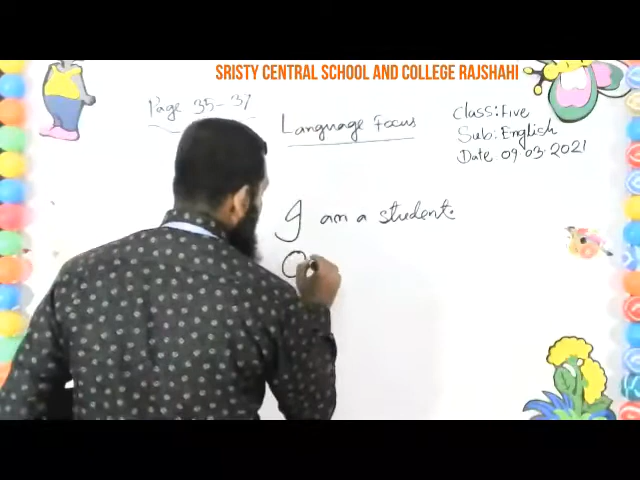 SRISTY CENTRAL SCHOOL AND COLLEGE RAJSHAHI
Page 35-37
Language Focus
Class: Five
Sub: English
Date 09.03.2021
I am a student.